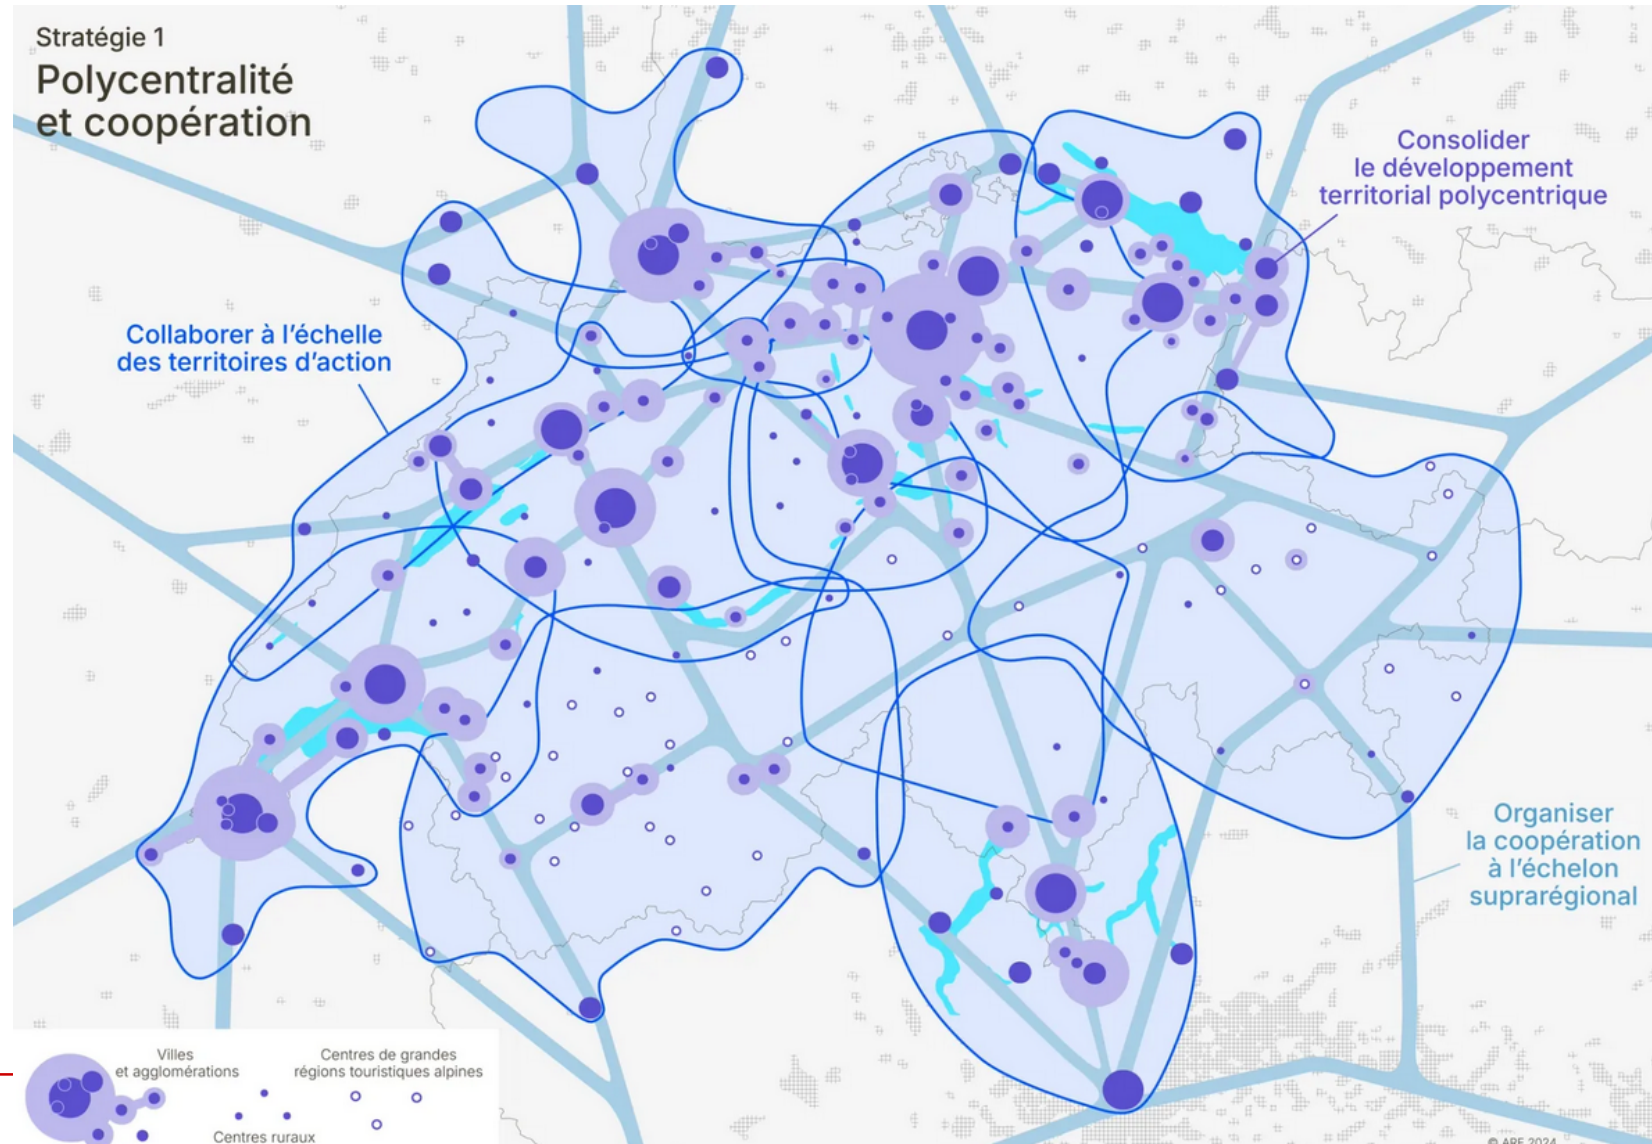 Stratégie 1
Polycentralité
et coopération
Consolider
le développement
territorial polycentrique
Collaborer à l'échelle
des territoires d'action
Organiser
la coopération
à l'échelon
suprarégional
Villes
et agglomérations
Centres de grandes
régions touristiques alpines
Centres ruraux
© ARE 2024